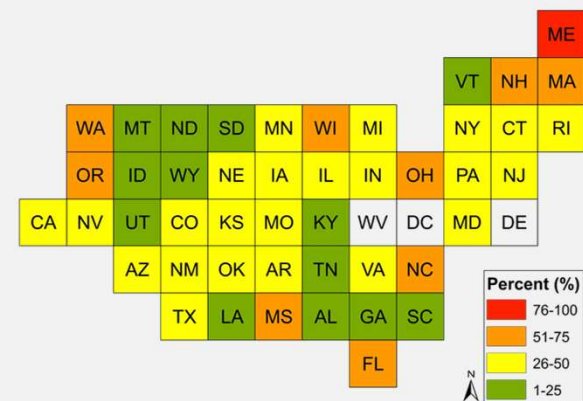 ME
VT NH MA
WA MT ND SD MN WI MI NY CT RI
OR ID WY NE IA IL IN OH PA NJ
CA NV UT CO KS MO KY WV DC MD DE
AZ NM OK AR TN VA NC
TX LA MS AL GA SC
FL
Percent (%)
76-100
51-75
26-50
1-25
N